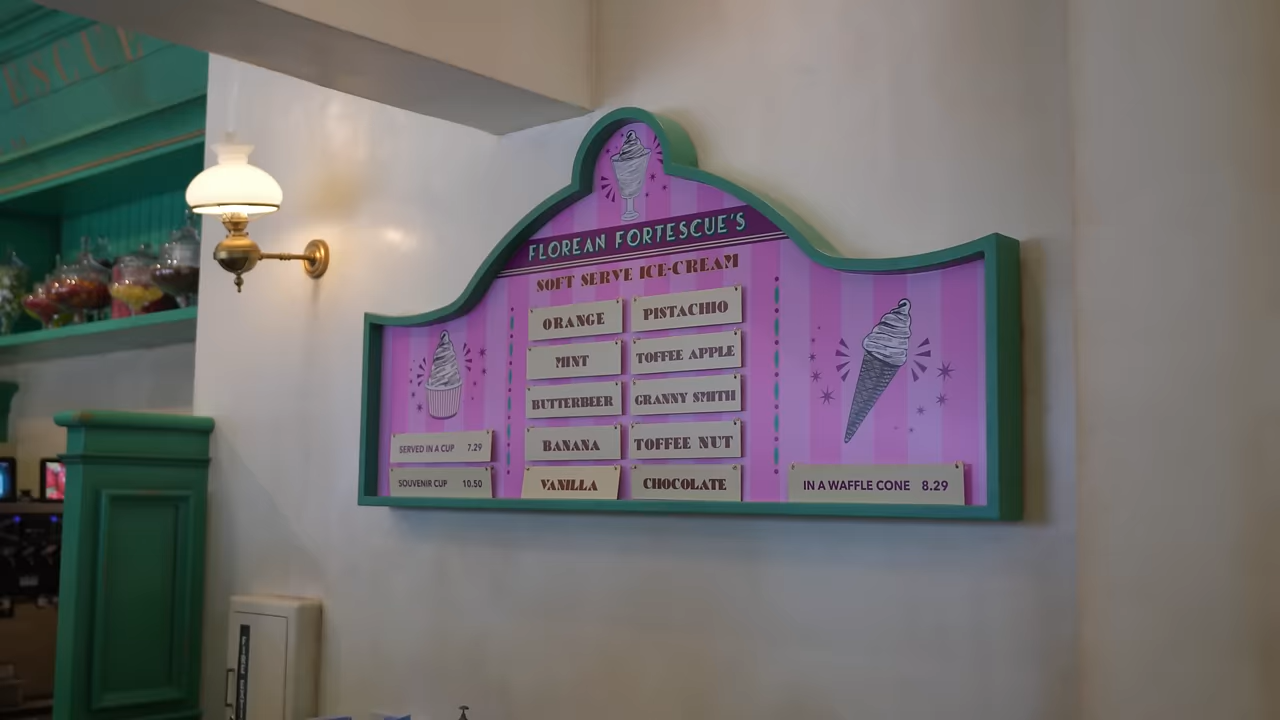 ESCUE
FLOREAN FORTESCUE'S
SOFT SERVE ICE-CREAM
ORANGE
PISTACHIO
MINT
TOFFEE APPLE
BUTTERBEER
GRANNY SMITH
BANANA
TOFFEE NUT
VANILLA
CHOCOLATE
SERVED IN A CUP 7.29
SOUVENIR CUP 10.50
IN A WAFFLE CONE 8.29